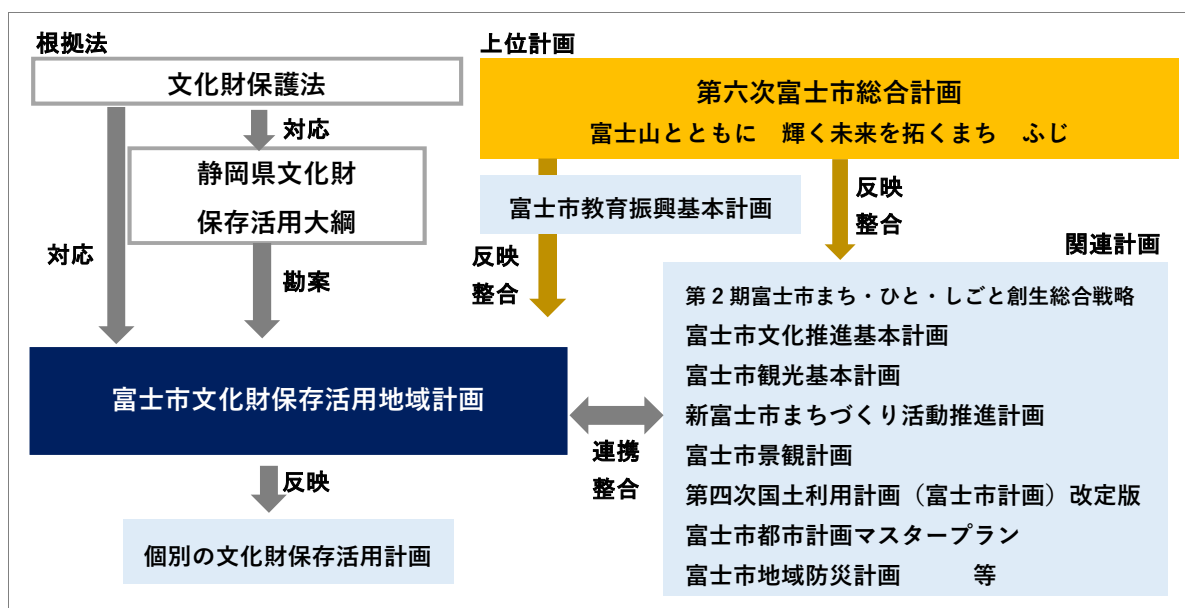 根拠法
文化財保護法
対応
静岡県文化財
保存活用大綱
対応
勘案
上位計画
第六次富士市総合計画
富士山とともに　輝く未来を拓くまち　ふじ
富士市教育振興基本計画
反映
整合
反映
整合
関連計画
第２期富士市まち・ひと・しごと創生総合戦略
富士市文化推進基本計画
富士市観光基本計画
新富士市まちづくり活動推進計画
富士市景観計画
第四次国土利用計画（富士市計画）改定版
富士市都市計画マスタープラン
富士市地域防災計画　　　等
富士市文化財保存活用地域計画
連携
整合
反映
個別の文化財保存活用計画